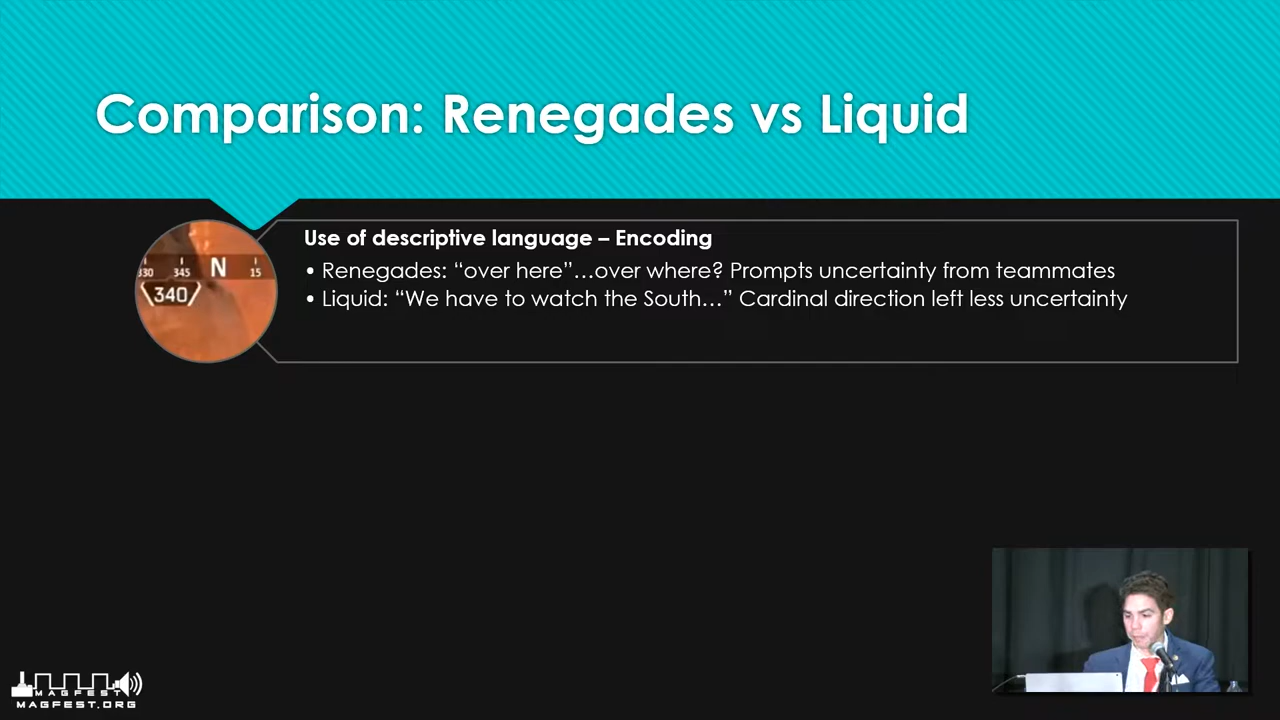 Comparison: Renegades vs Liquid
Use of descriptive language – Encoding
• Renegades: “over here”…over where? Prompts uncertainty from teammates
• Liquid: “We have to watch the South…” Cardinal direction left less uncertainty
330 345 N 15
340
MAGFEST
MAGFEST.ORG